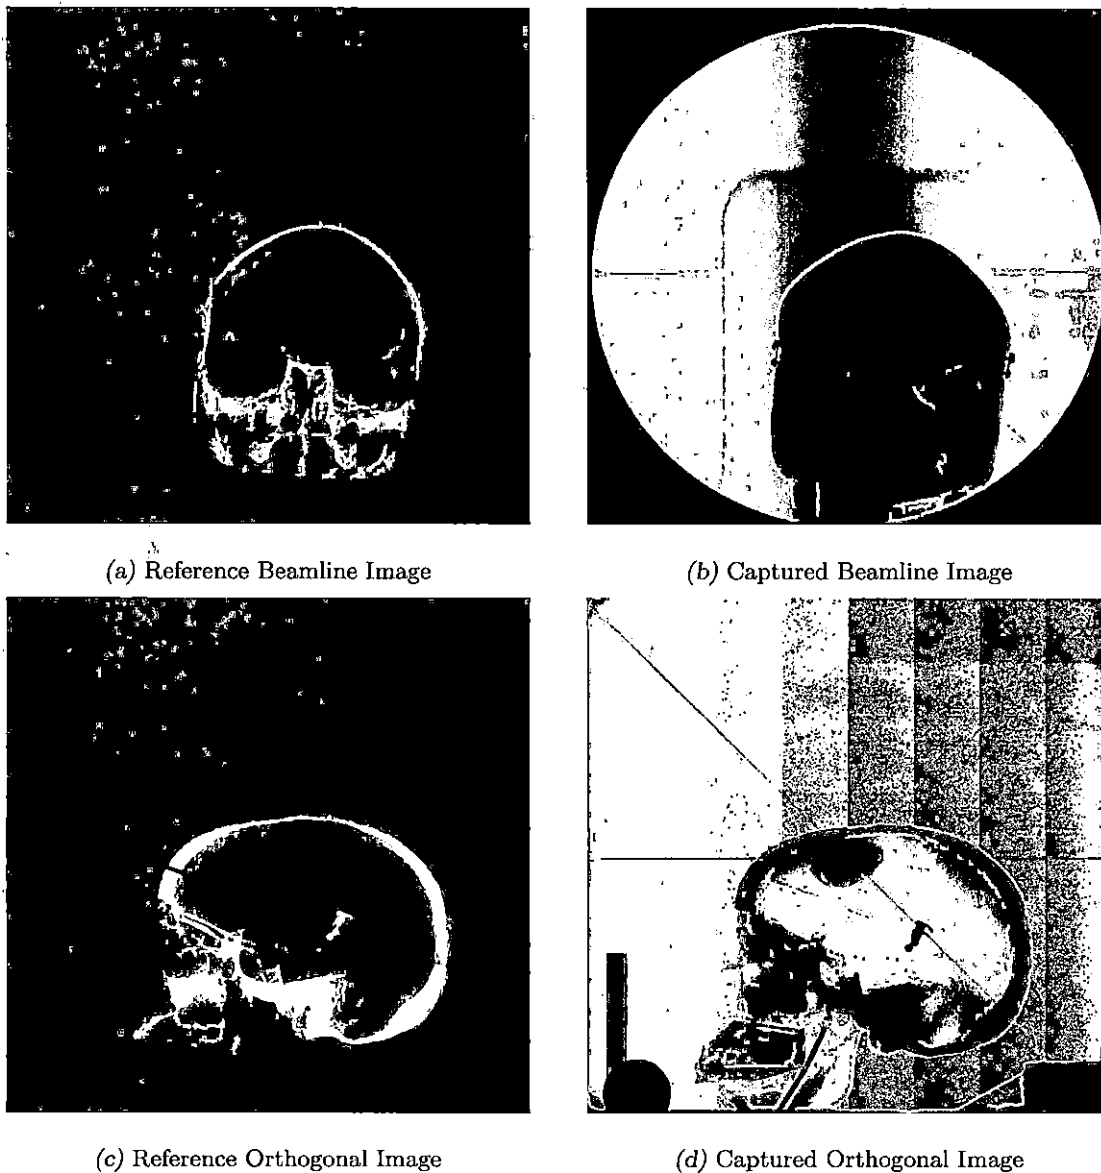 (a) Reference Beamline Image
(b) Captured Beamline Image
(c) Reference Orthogonal Image
(d) Captured Orthogonal Image